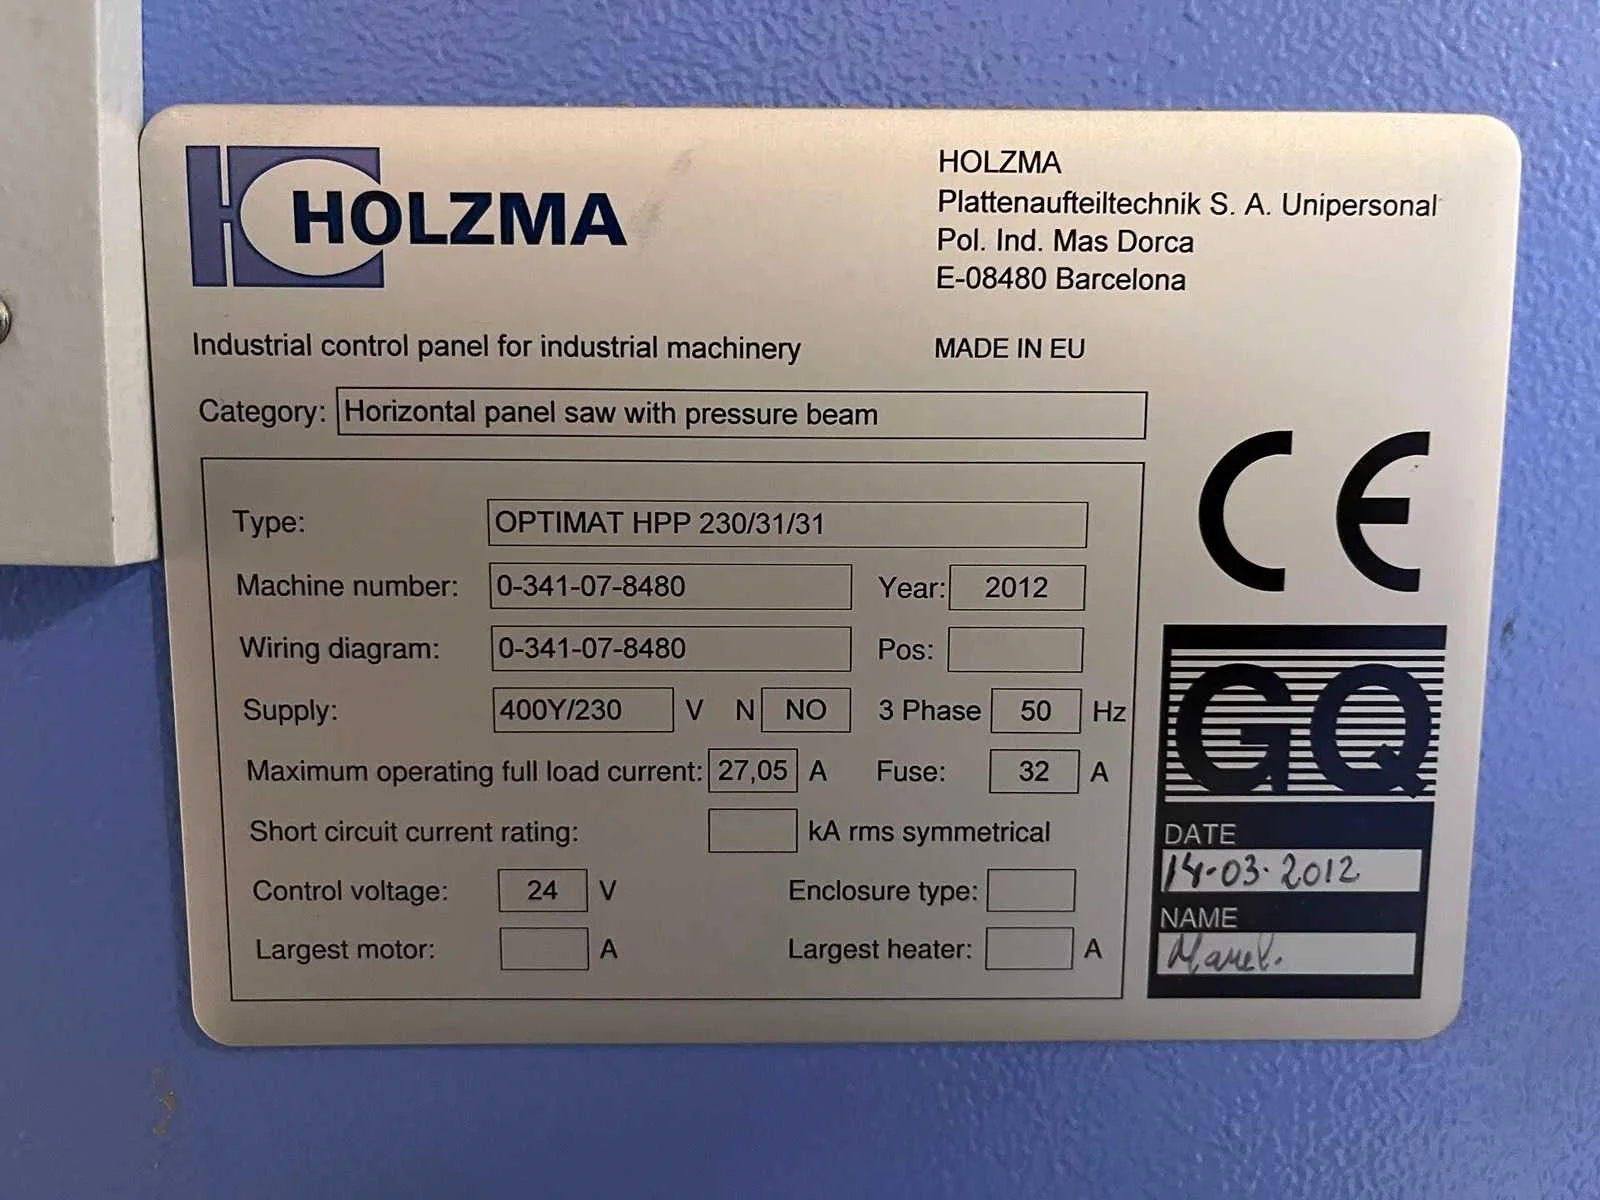 HOLZMA
HOLZMA
Plattenaufteiltechnik S. A. Unipersonal
Pol. Ind. Mas Dorca
E-08480 Barcelona
Industrial control panel for industrial machinery
MADE IN EU
Category: Horizontal panel saw with pressure beam
CE
Type: OPTIMAT HPP 230/31/31
Machine number: 0-341-07-8480 Year: 2012
Wiring diagram: 0-341-07-8480 Pos:
Supply: 400Y/230 V N NO 3 Phase 50 Hz
Maximum operating full load current: 27,05 A Fuse: 32 A
Short circuit current rating: kA rms symmetrical
Control voltage: 24 V Enclosure type:
Largest motor: A Largest heater: A
GQ
DATE
14-03-2012
NAME